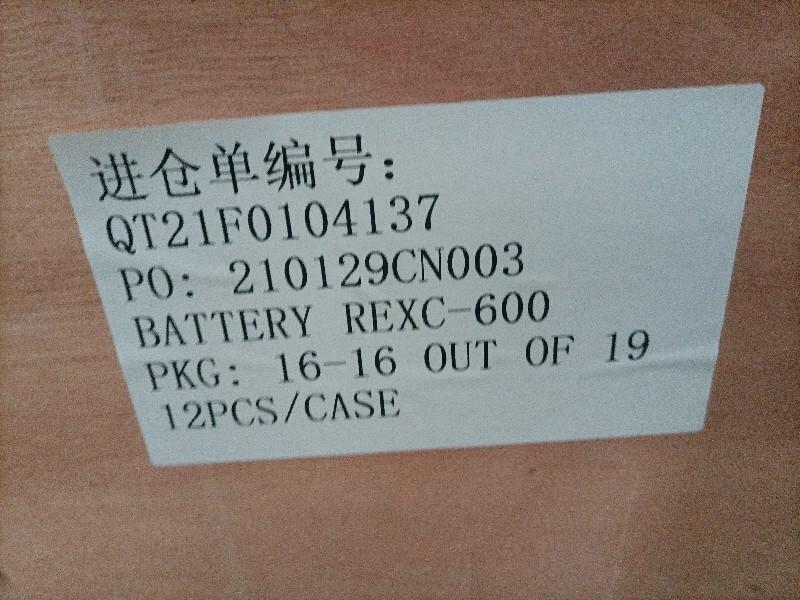 进仓单编号:
QT21F0104137
PO: 210129CN003
BATTERY REXC-600
PKG: 16-16 OUT OF 19
12PCS/CASE